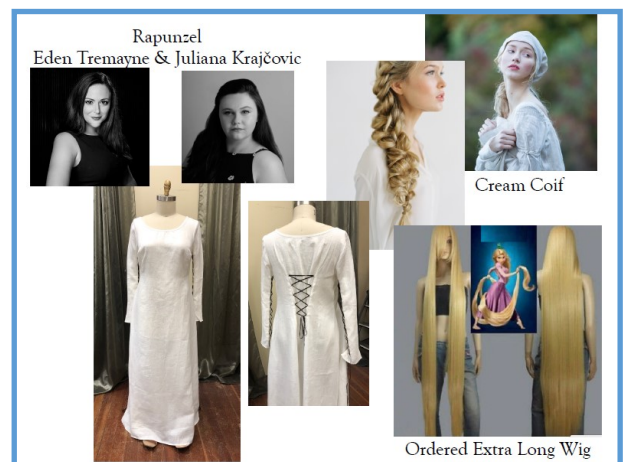 Rapunzel
Eden Tremayne & Juliana Krajčovic
Cream Coif
Ordered Extra Long Wig